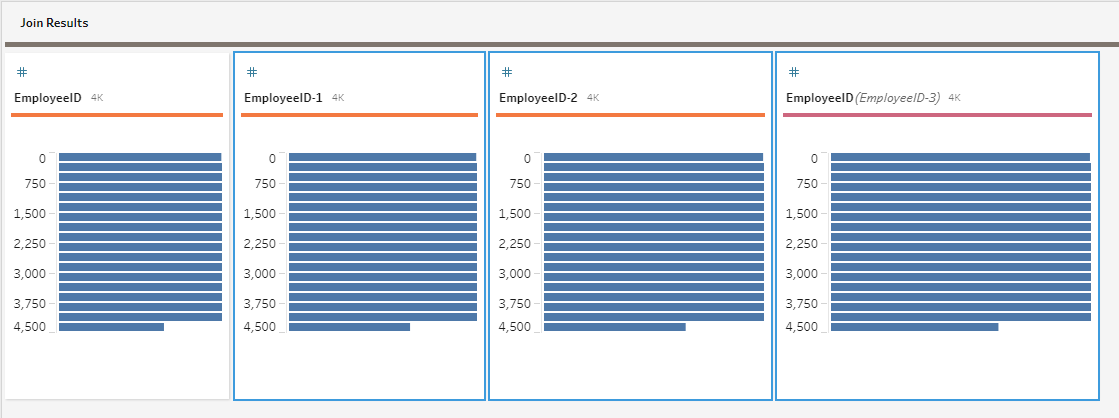 Join Results
# # # #
EmployeeID 4K EmployeeID-1 4K EmployeeID-2 4K EmployeeID (EmployeeID-3) 4K
0 0 0 0
750 750 750 750
1,500 1,500 1,500 1,500
2,250 2,250 2,250 2,250
3,000 3,000 3,000 3,000
3,750 3,750 3,750 3,750
4,500 4,500 4,500 4,500